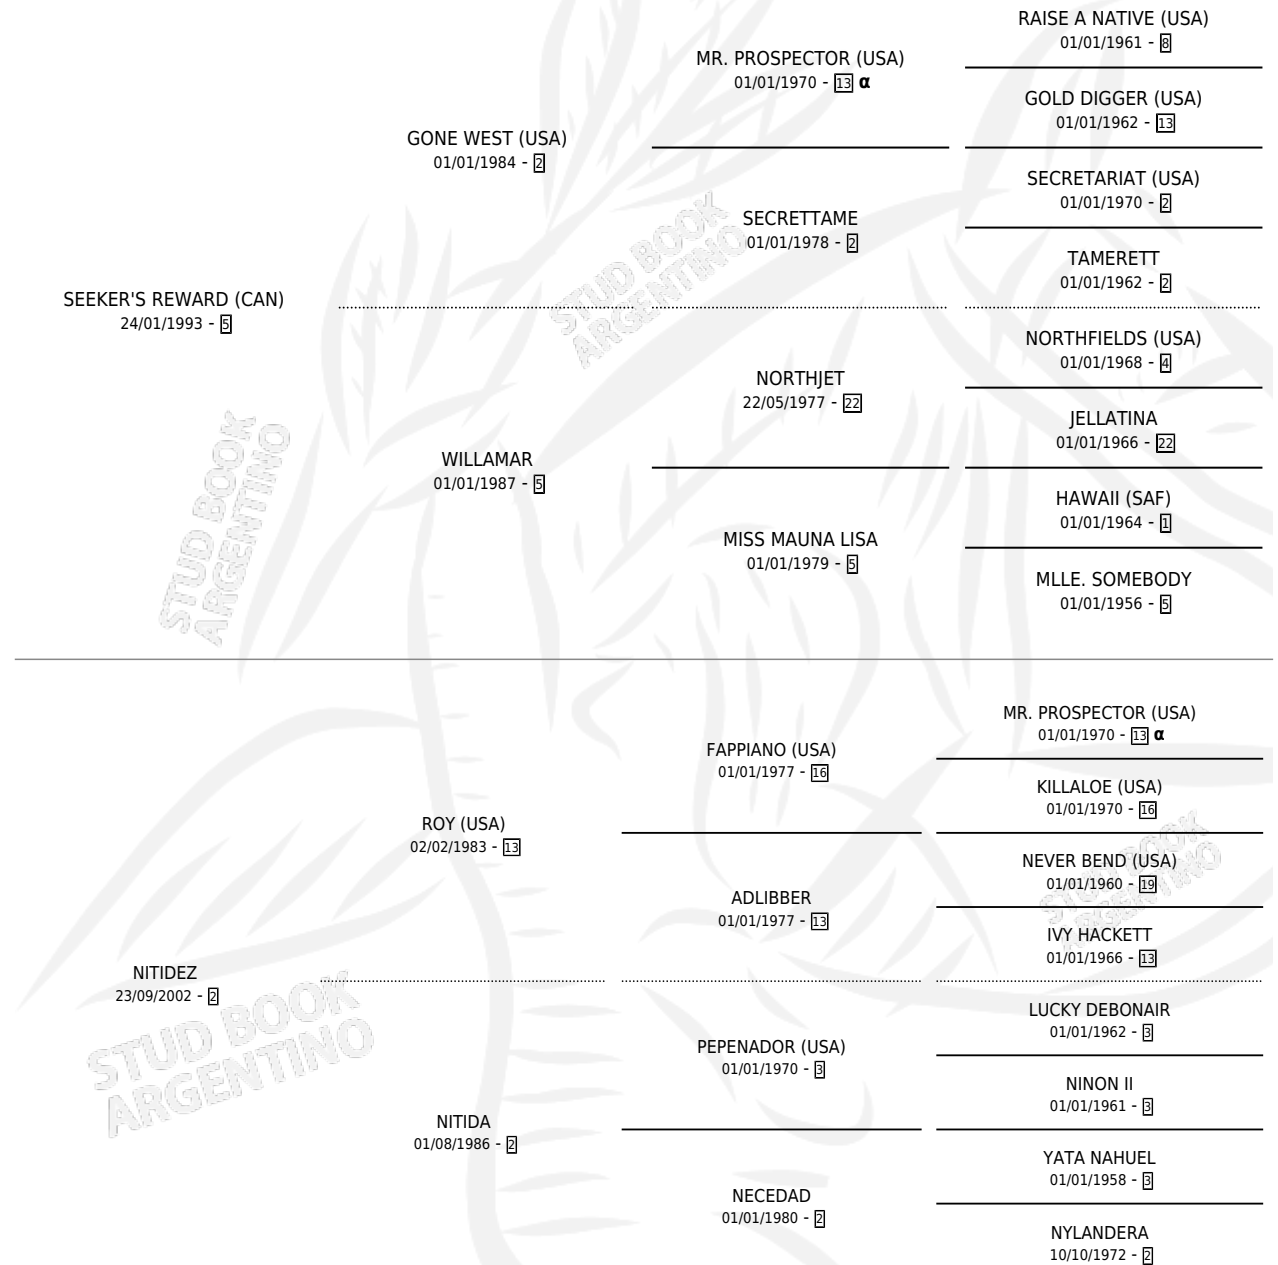 RAISE A NATIVE (USA)
01/01/1961 - 8
MR. PROSPECTOR (USA)
01/01/1970 - 13 α
GOLD DIGGER (USA)
01/01/1962 - 13
GONE WEST (USA)
01/01/1984 - 2
SECRETARIAT (USA)
01/01/1970 - 2
SECRETTAME
01/01/1978 - 2
TAMERETT
01/01/1962 - 2
SEEKER'S REWARD (CAN)
24/01/1993 - 5
STUD BOOK
ARGENTINO
NORTHFIELDS (USA)
01/01/1968 - 4
NORTHJET
22/05/1977 - 22
JELLATINA
01/01/1966 - 22
WILLAMAR
01/01/1987 - 5
HAWAII (SAF)
01/01/1964 - 1
MISS MAUNA LISA
01/01/1979 - 5
MLLE. SOMEBODY
01/01/1956 - 5
STUD BOOK
ARGENTINO
MR. PROSPECTOR (USA)
01/01/1970 - 13 α
FAPPIANO (USA)
01/01/1977 - 16
KILLALOE (USA)
01/01/1970 - 16
ROY (USA)
02/02/1983 - 13
NEVER BEND (USA)
01/01/1960 - 19
STUD BOOK
ARGENTINO
ADLIBBER
01/01/1977 - 13
IVY HACKETT
01/01/1966 - 13
NITIDEZ
23/09/2002 - 2
STUD BOOK
ARGENTINO
LUCKY DEBONAIR
01/01/1962 - 3
PEPENADOR (USA)
01/01/1970 - 3
NINON II
01/01/1961 - 3
NITIDA
01/08/1986 - 2
YATA NAHUEL
01/01/1958 - 3
NECEDAD
01/01/1980 - 2
NYLANDERA
10/10/1972 - 2